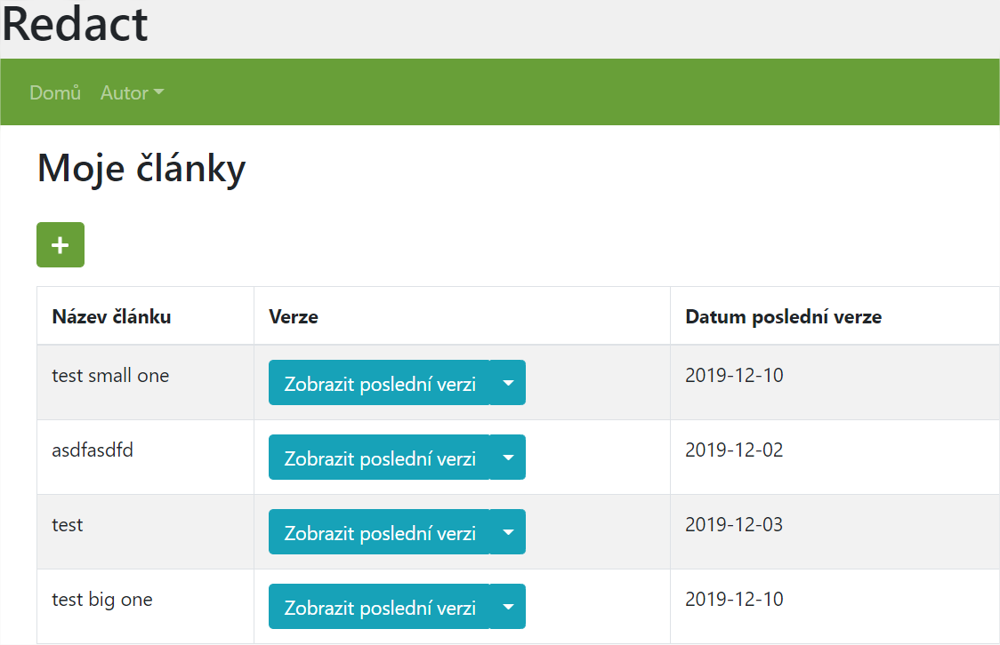 Redact
Domů Autor
Moje články
+
Název článku Verze Datum poslední verze
test small one Zobrazit poslední verzi 2019-12-10
asdfasdfd Zobrazit poslední verzi 2019-12-02
test Zobrazit poslední verzi 2019-12-03
test big one Zobrazit poslední verzi 2019-12-10